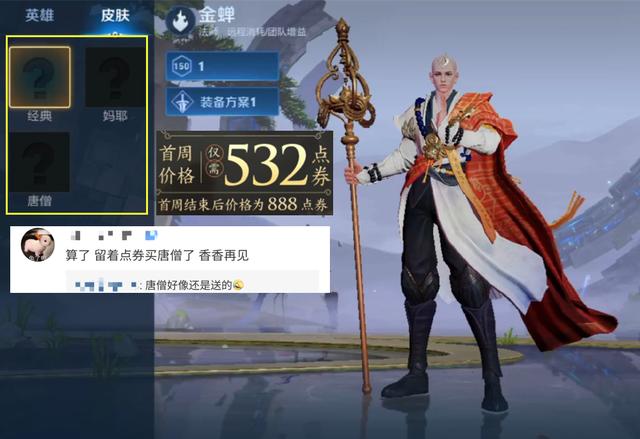 英雄
皮肤
经典
妈耶
唐僧
金蝉
法师 远程消耗/团队增益
150
1
装备方案1
首周价格
仅需
532点券
首周结束后价格为888点券
算了 留着点券买唐僧了 香香再见
: 唐僧好像还是送的